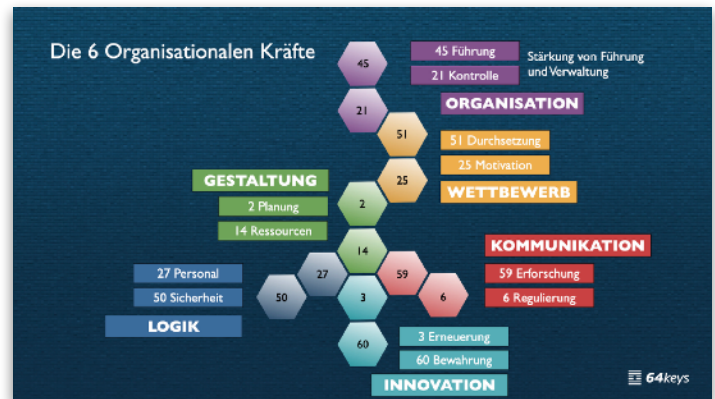 Die 6 Organisationalen Kräfte
45
45 Führung
21 Kontrolle
Stärkung von Führung
und Verwaltung
21
ORGANISATION
51
51 Durchsetzung
25 Motivation
25
WETTBEWERB
GESTALTUNG
2 Planung
14 Ressourcen
2
14
KOMMUNIKATION
59 Erforschung
6 Regulierung
59
6
27 Personal
50 Sicherheit
LOGIK
27
50
3
60
3 Erneuerung
60 Bewahrung
INNOVATION
64keys